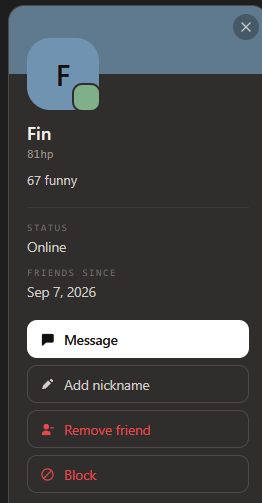 F
Fin
81hp
67 funny
STATUS
Online
FRIENDS SINCE
Sep 7, 2026
Message
Add nickname
Remove friend
Block